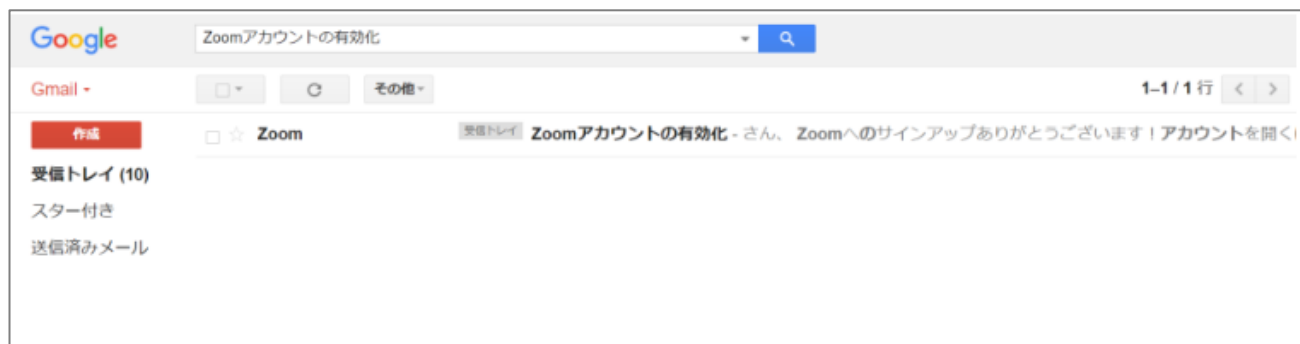 Google Zoomアカウントの有効化
Gmail その他 1–1 / 1 行
作成 Zoom 受信トレイ Zoomアカウントの有効化 - さん、 Zoomへのサインアップありがとうございます！アカウントを開く
受信トレイ (10)
スター付き
送信済みメール